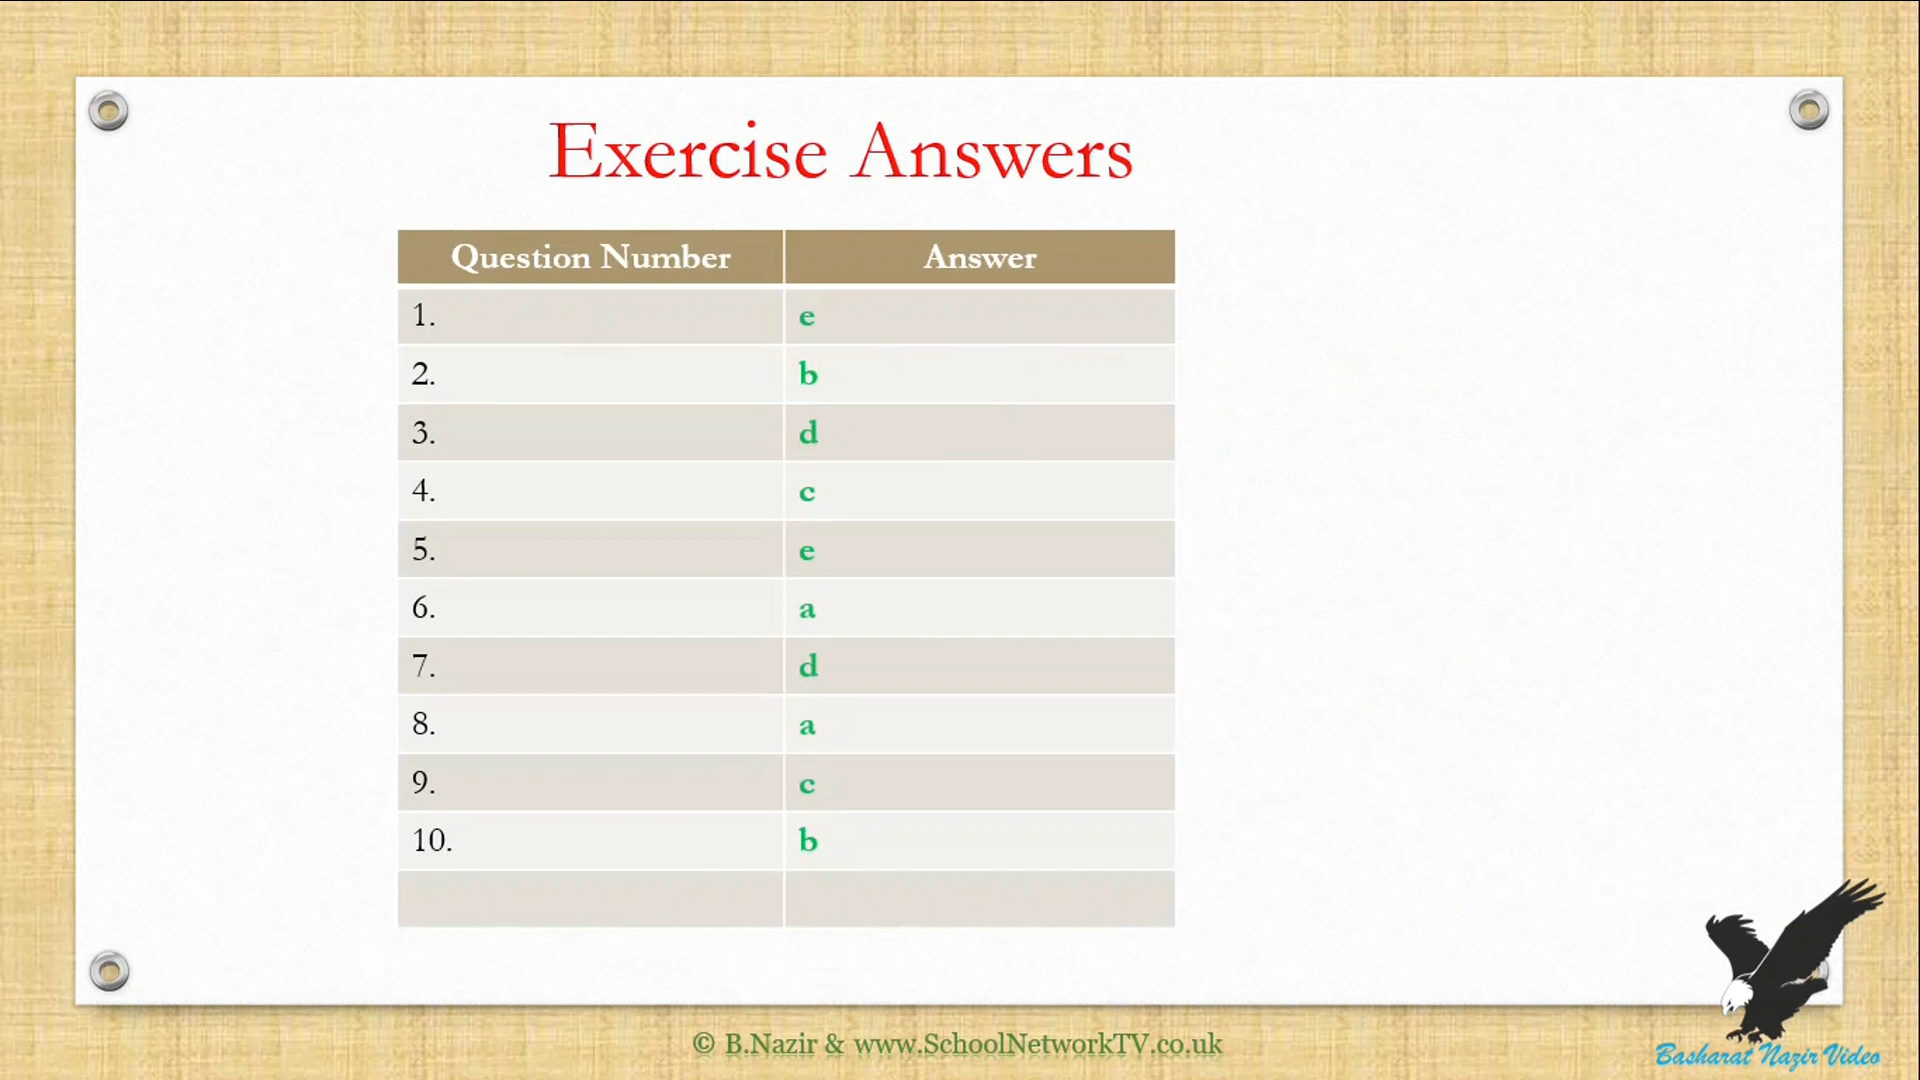 Exercise Answers
Question Number Answer
1. e
2. b
3. d
4. c
5. e
6. a
7. d
8. a
9. c
10. b
© B.Nazir & www.SchoolNetworkTV.co.uk
Basharat Nazir Video